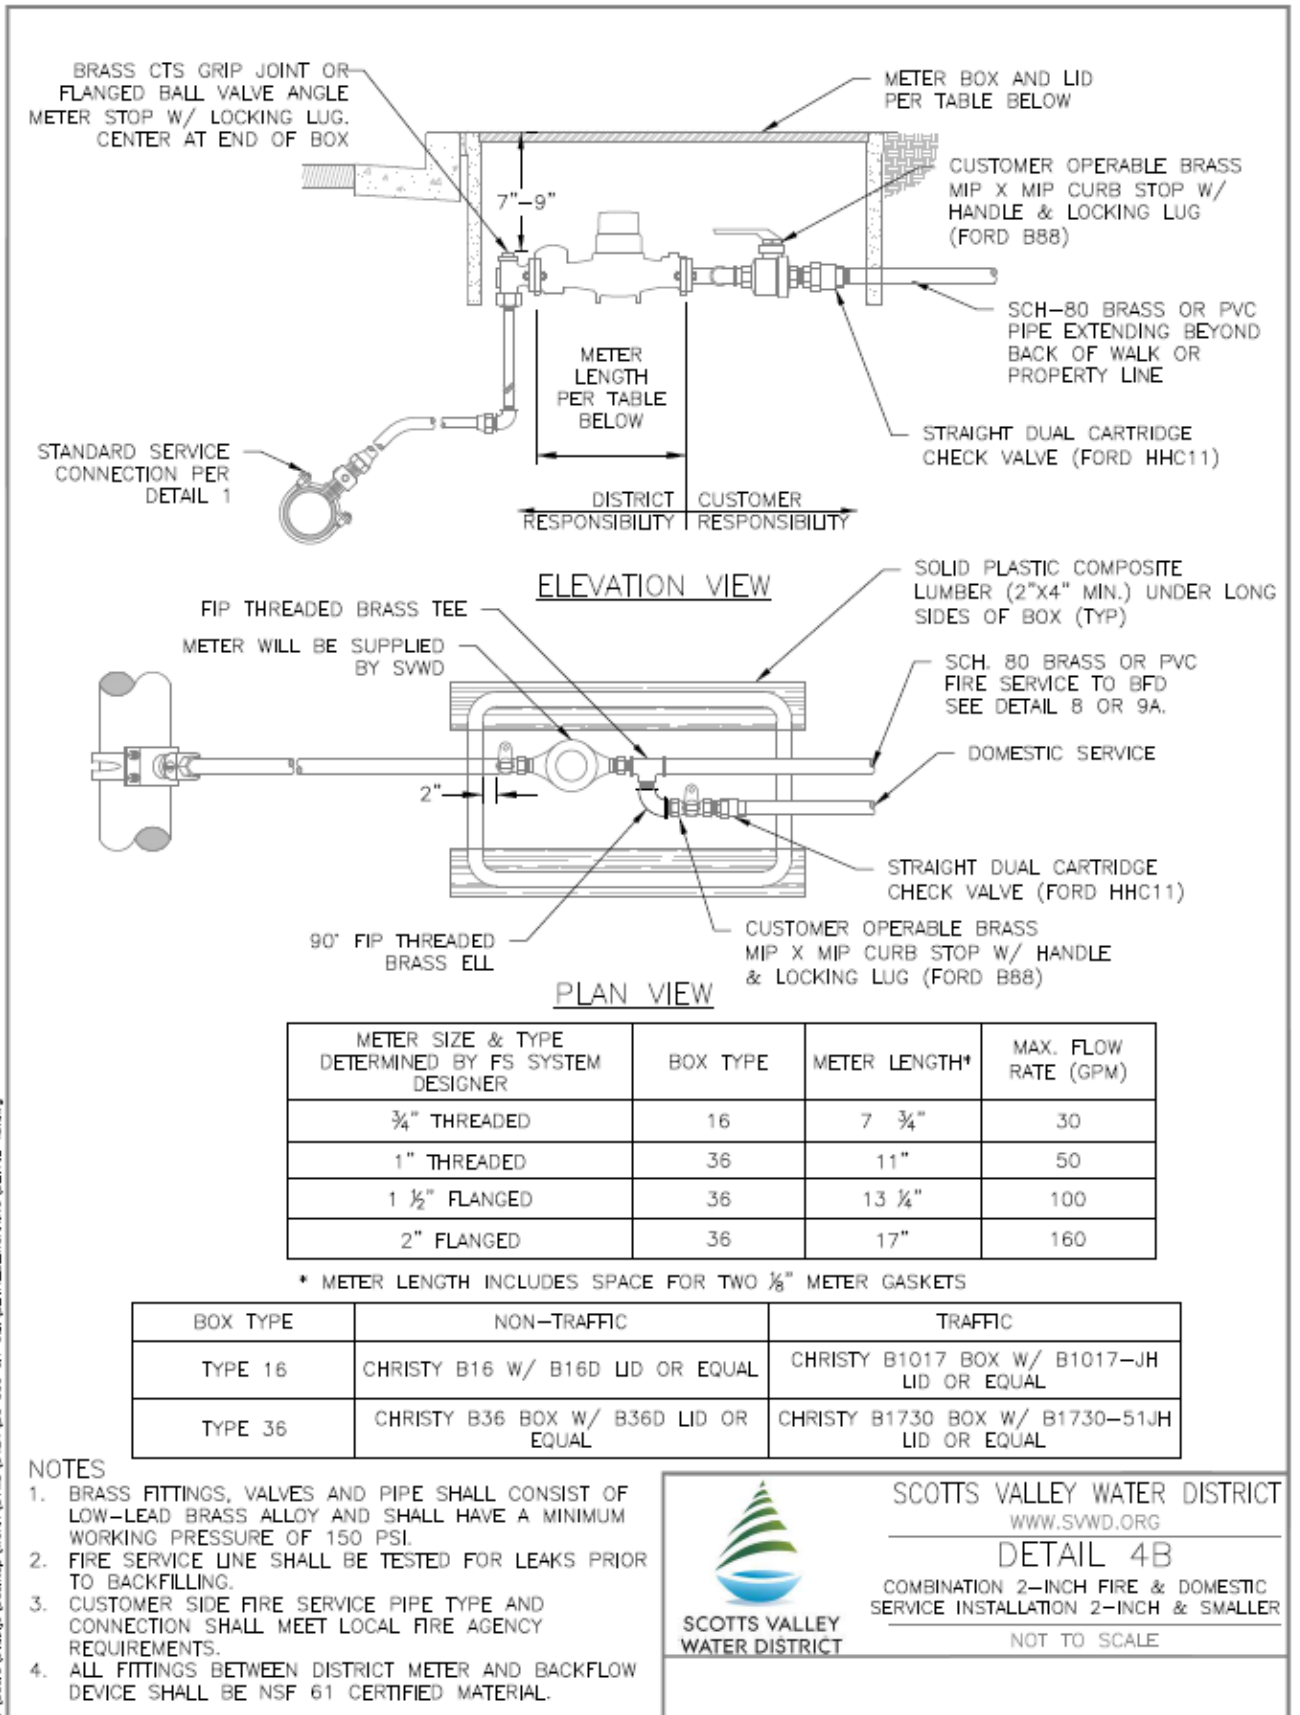 BRASS CTS GRIP JOINT OR
FLANGED BALL VALVE ANGLE
METER STOP W/ LOCKING LUG.
CENTER AT END OF BOX
METER BOX AND LID
PER TABLE BELOW
7"-9"
CUSTOMER OPERABLE BRASS
MIP X MIP CURB STOP W/
HANDLE & LOCKING LUG
(FORD B88)
SCH-80 BRASS OR PVC
PIPE EXTENDING BEYOND
BACK OF WALK OR
PROPERTY LINE
METER
LENGTH
PER TABLE
BELOW
STRAIGHT DUAL CARTRIDGE
CHECK VALVE (FORD HHC11)
STANDARD SERVICE
CONNECTION PER
DETAIL 1
DISTRICT
RESPONSIBILITY
CUSTOMER
RESPONSIBILITY
ELEVATION VIEW
SOLID PLASTIC COMPOSITE
LUMBER (2"X4" MIN.) UNDER LONG
SIDES OF BOX (TYP)
FIP THREADED BRASS TEE
METER WILL BE SUPPLIED
BY SVWD
SCH. 80 BRASS OR PVC
FIRE SERVICE TO BFD
SEE DETAIL 8 OR 9A.
DOMESTIC SERVICE
2"
STRAIGHT DUAL CARTRIDGE
CHECK VALVE (FORD HHC11)
90° FIP THREADED
BRASS ELL
CUSTOMER OPERABLE BRASS
MIP X MIP CURB STOP W/ HANDLE
& LOCKING LUG (FORD B88)
PLAN VIEW
METER SIZE & TYPE
DETERMINED BY FS SYSTEM
DESIGNER
BOX TYPE
METER LENGTH*
MAX. FLOW
RATE (GPM)
¾" THREADED 16 7 ¾" 30
1" THREADED 36 11" 50
1 ½" FLANGED 36 13 ¼" 100
2" FLANGED 36 17" 160
* METER LENGTH INCLUDES SPACE FOR TWO ⅛" METER GASKETS
BOX TYPE NON-TRAFFIC TRAFFIC
TYPE 16
CHRISTY B16 W/ B16D LID OR EQUAL
CHRISTY B1017 BOX W/ B1017-JH
LID OR EQUAL
TYPE 36
CHRISTY B36 BOX W/ B36D LID OR
EQUAL
CHRISTY B1730 BOX W/ B1730-51JH
LID OR EQUAL
NOTES
1. BRASS FITTINGS, VALVES AND PIPE SHALL CONSIST OF
LOW-LEAD BRASS ALLOY AND SHALL HAVE A MINIMUM
WORKING PRESSURE OF 150 PSI.
2. FIRE SERVICE LINE SHALL BE TESTED FOR LEAKS PRIOR
TO BACKFILLING.
3. CUSTOMER SIDE FIRE SERVICE PIPE TYPE AND
CONNECTION SHALL MEET LOCAL FIRE AGENCY
REQUIREMENTS.
4. ALL FITTINGS BETWEEN DISTRICT METER AND BACKFLOW
DEVICE SHALL BE NSF 61 CERTIFIED MATERIAL.
SCOTTS VALLEY
WATER DISTRICT
SCOTTS VALLEY WATER DISTRICT
WWW.SVWD.ORG
DETAIL 4B
COMBINATION 2-INCH FIRE & DOMESTIC
SERVICE INSTALLATION 2-INCH & SMALLER
NOT TO SCALE